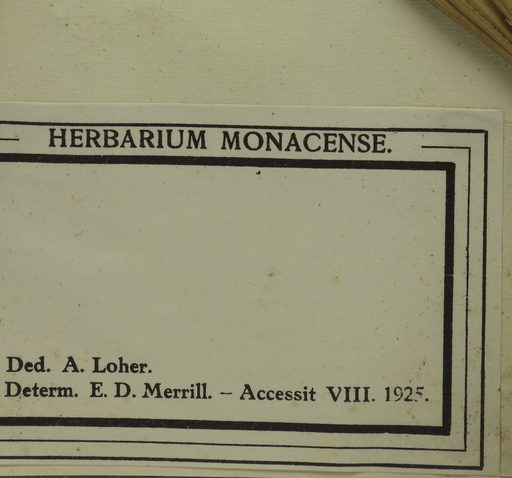 HERBARIUM MONACENSE.
Ded. A. Loher.
Determ. E. D. Merrill. – Accessit VIII. 1925.